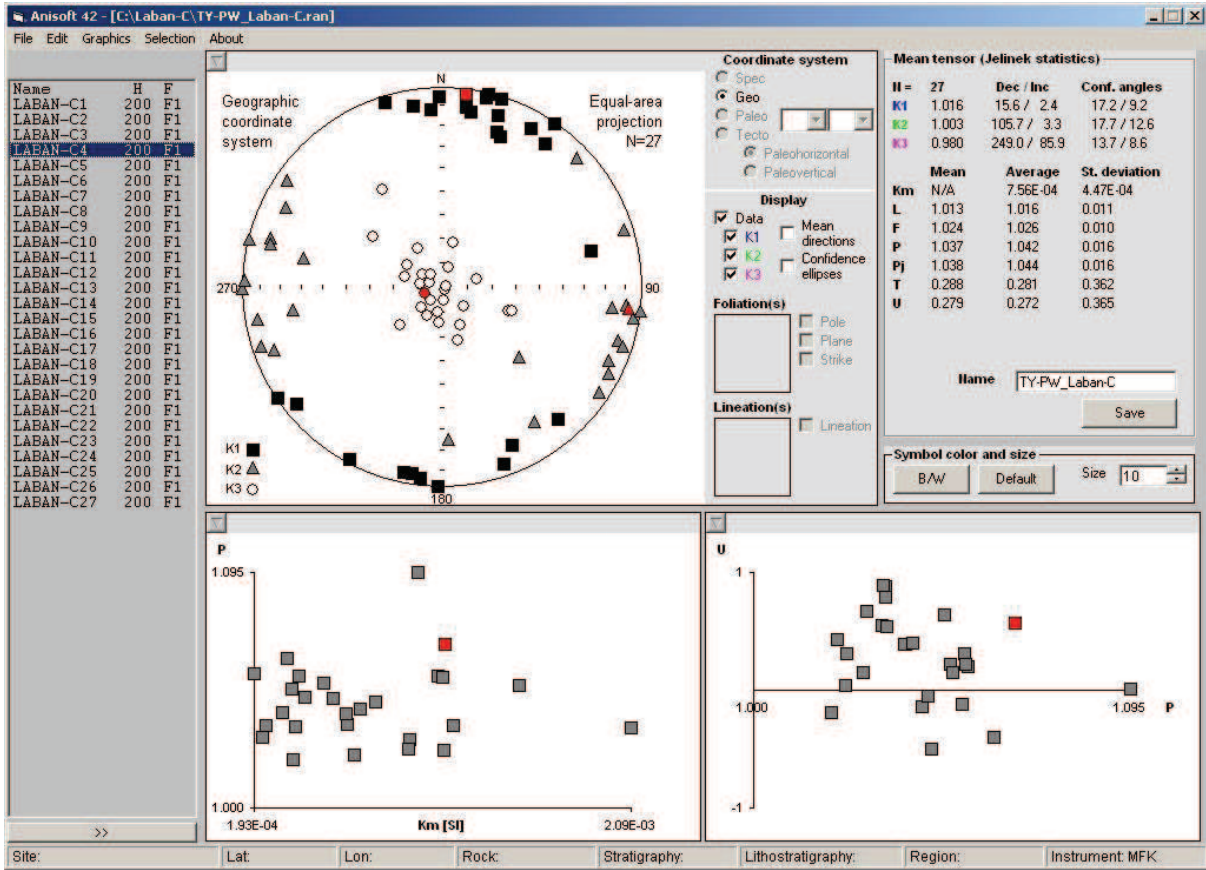 Anisoft 42 - [C:\Laban-C\TY-PW_Laban-C.ran]
File Edit Graphics Selection About
Name H F
LABAN-C1 200 F1
LABAN-C2 200 F1
LABAN-C3 200 F1
LABAN-C4 200 F1
LABAN-C5 200 F1
LABAN-C6 200 F1
LABAN-C7 200 F1
LABAN-C8 200 F1
LABAN-C9 200 F1
LABAN-C10 200 F1
LABAN-C11 200 F1
LABAN-C12 200 F1
LABAN-C13 200 F1
LABAN-C14 200 F1
LABAN-C15 200 F1
LABAN-C16 200 F1
LABAN-C17 200 F1
LABAN-C18 200 F1
LABAN-C19 200 F1
LABAN-C20 200 F1
LABAN-C21 200 F1
LABAN-C22 200 F1
LABAN-C23 200 F1
LABAN-C24 200 F1
LABAN-C25 200 F1
LABAN-C26 200 F1
LABAN-C27 200 F1
>>
Geographic
coordinate
system
N
Equal-area
projection
N=27
270
90
180
K1
K2
K3
Coordinate system
Spec
Geo
Paleo
Tecto
Paleohorizontal
Paleovertical
Display
Data
K1
K2
K3
Mean
directions
Confidence
ellipses
Foliation(s)
Pole
Plane
Strike
Lineation(s)
Lineation
Mean tensor (Jelinek statistics)
N = 27 Dec / Inc Conf. angles
K1 1.016 15.6 / 2.4 17.2 / 9.2
K2 1.003 105.7 / 3.3 17.7 / 12.6
K3 0.980 249.0 / 85.9 13.7 / 8.6
Mean Average St. deviation
Km N/A 7.56E-04 4.47E-04
L 1.013 1.016 0.011
F 1.024 1.026 0.010
P 1.037 1.042 0.016
Pj 1.038 1.044 0.016
T 0.288 0.281 0.362
U 0.279 0.272 0.365
Name TY-PW_Laban-C
Save
Symbol color and size
B/W Default Size 10
P
1.095
1.000
1.93E-04 Km [SI] 2.09E-03
U
1
1.000 1.095 P
-1
Site: Lat: Lon: Rock: Stratigraphy: Lithostratigraphy: Region: Instrument: MFK